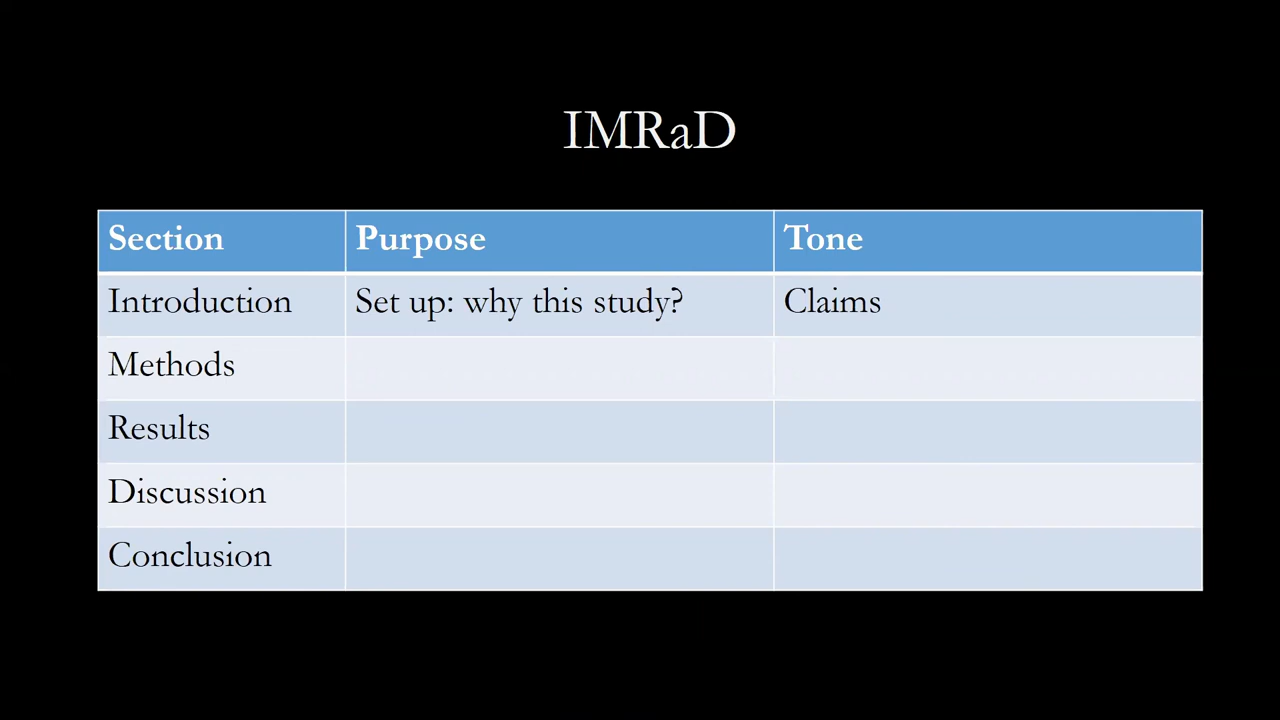 IMRaD
Section Purpose Tone
Introduction Set up: why this study? Claims
Methods
Results
Discussion
Conclusion